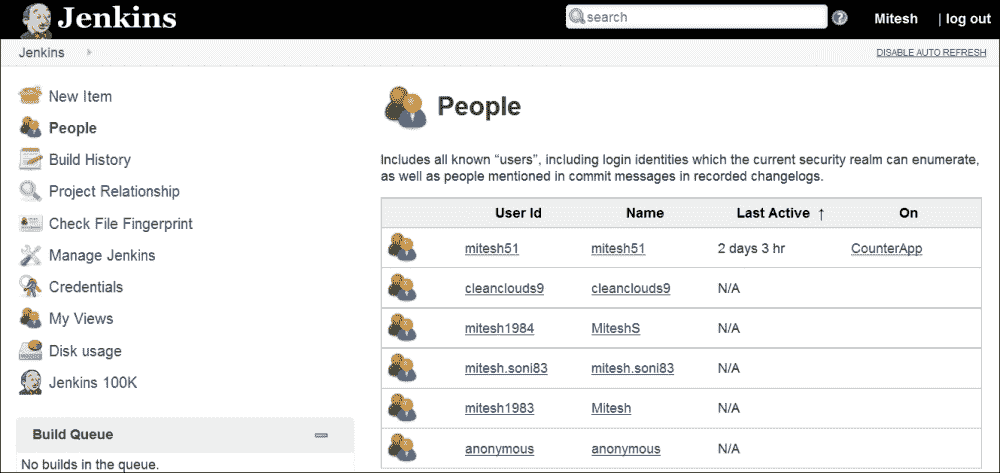 Jenkins
search
?
Mitesh | log out
Jenkins
DISABLE AUTO REFRESH
New Item
People
Build History
Project Relationship
Check File Fingerprint
Manage Jenkins
Credentials
My Views
Disk usage
Jenkins 100K
Build Queue
No builds in the queue.
People
Includes all known “users”, including login identities which the current security realm can enumerate,
as well as people mentioned in commit messages in recorded changelogs.
User Id Name Last Active ↑ On
mitesh51 mitesh51 2 days 3 hr CounterApp
cleanclouds9 cleanclouds9 N/A
mitesh1984 MiteshS N/A
mitesh.soni83 mitesh.soni83 N/A
mitesh1983 Mitesh N/A
anonymous anonymous N/A